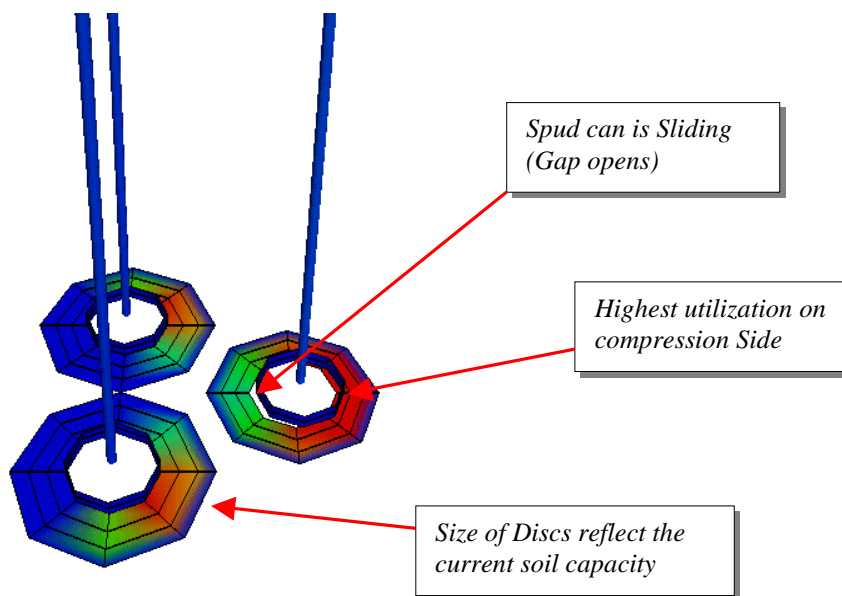 Spud can is Sliding
(Gap opens)
Highest utilization on
compression Side
Size of Discs reflect the
current soil capacity